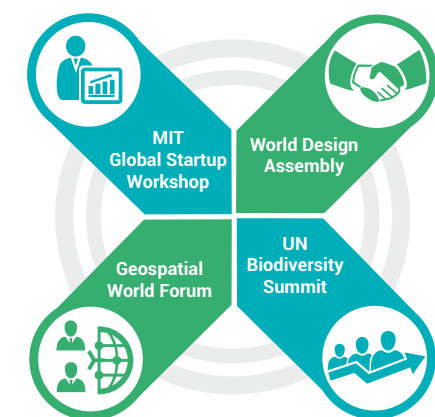 MIT
Global Startup
Workshop
World Design
Assembly
Geospatial
World Forum
UN
Biodiversity
Summit